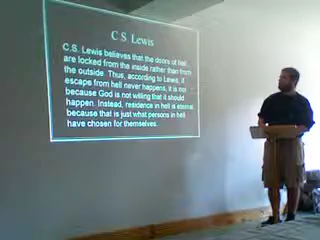 C.S. Lewis
C.S. Lewis believes that the doors of hell
are locked from the inside rather than from
the outside. Thus, according to Lewis, if
escape from hell never happens, it is not
because God is not willing that it should
happen. Instead, residence in hell is eternal
because that is just what persons in hell
have chosen for themselves.